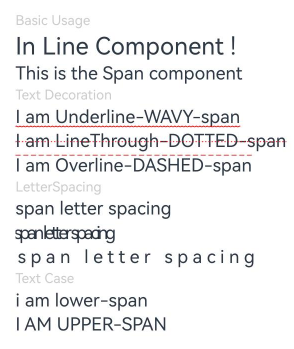 Basic Usage
In Line Component !
This is the Span component
Text Decoration
I am Underline-WAVY-span
I am LineThrough-DOTTED-span
I am Overline-DASHED-span
LetterSpacing
span letter spacing
span letter spacing
span letter spacing
Text Case
i am lower-span
I AM UPPER-SPAN